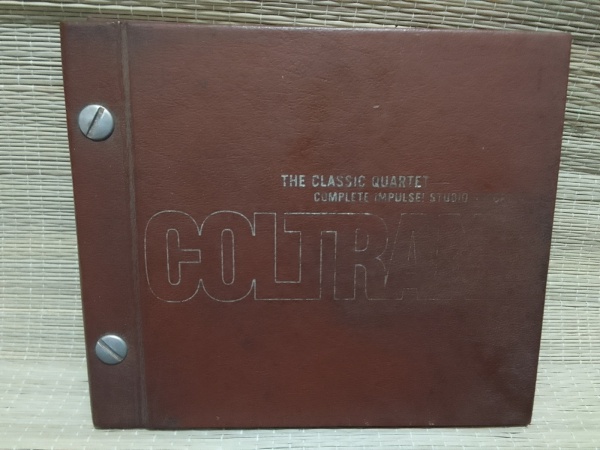 THE CLASSIC QUARTET
COMPLETE IMPULSE! STUDIO
COLTRA